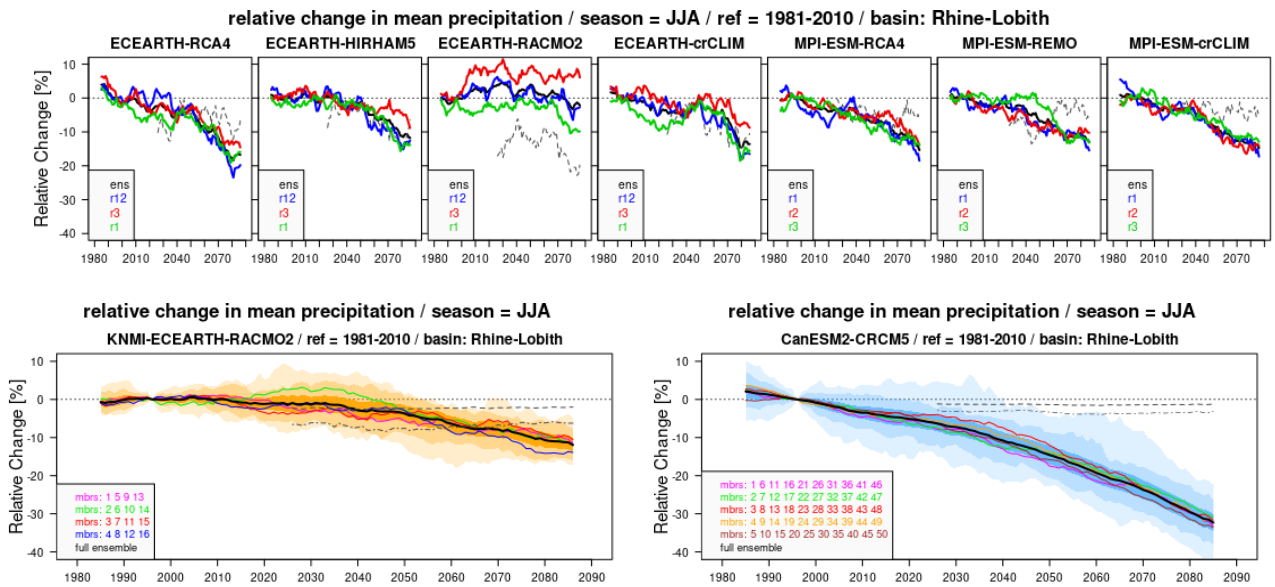 relative change in mean precipitation / season = JJA / ref = 1981-2010 / basin: Rhine-Lobith
ECEARTH-RCA4 ECEARTH-HIRHAM5 ECEARTH-RACMO2 ECEARTH-crCLIM MPI-ESM-RCA4 MPI-ESM-REMO MPI-ESM-crCLIM
Relative Change [%]
10
0
-10
-20
-30
-40
ens ens ens ens ens ens ens
r12 r12 r12 r12 r1 r1 r1
r3 r3 r3 r3 r2 r2 r2
r1 r1 r1 r1 r3 r3 r3
1980 2010 2040 2070 1980 2010 2040 2070 1980 2010 2040 2070 1980 2010 2040 2070 1980 2010 2040 2070 1980 2010 2040 2070 1980 2010 2040 2070
relative change in mean precipitation / season = JJA
KNMI-ECEARTH-RACMO2 / ref = 1981-2010 / basin: Rhine-Lobith
Relative Change [%]
10
0
-10
-20
-30
-40
mbrs: 1 5 9 13
mbrs: 2 6 10 14
mbrs: 3 7 11 15
mbrs: 4 8 12 16
full ensemble
1980 1990 2000 2010 2020 2030 2040 2050 2060 2070 2080 2090
relative change in mean precipitation / season = JJA
CanESM2-CRCM5 / ref = 1981-2010 / basin: Rhine-Lobith
Relative Change [%]
10
0
-10
-20
-30
-40
mbrs: 1 6 11 16 21 26 31 36 41 46
mbrs: 2 7 12 17 22 27 32 37 42 47
mbrs: 3 8 13 18 23 28 33 38 43 48
mbrs: 4 9 14 19 24 29 34 39 44 49
mbrs: 5 10 15 20 25 30 35 40 45 50
full ensemble
1980 1990 2000 2010 2020 2030 2040 2050 2060 2070 2080 2090